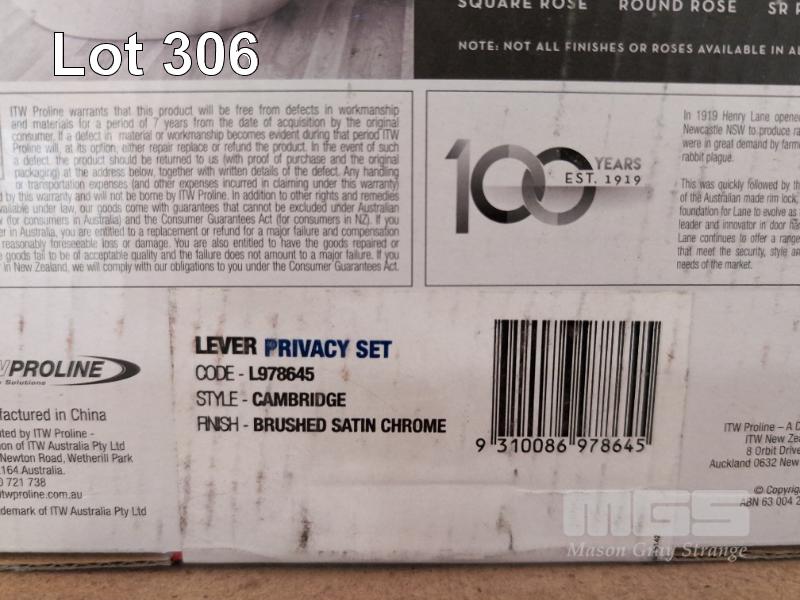 SQUARE ROSE ROUND ROSE SR
Lot 306
NOTE: NOT ALL FINISHES OR ROSES AVAILABLE IN
ITW Proline warrants that this product will be free from defects in workmanship
and materials for a period of 7 years from the date of acquisition by the original
consumer. If a defect in material or workmanship becomes evident during that period ITW
Proline will, at its option, either repair replace or refund the product. In the event of such
a defect, the product should be returned to us (with proof of purchase and the original
packaging) at the address below, together with written details of the defect. Any handling
or transportation expenses (and other expenses incurred in claiming under this warranty)
d by this warranty and will not be borne by ITW Proline. In addition to other rights and remedies
vailable under law, our goods come with guarantees that cannot be excluded under Australian
(for consumers in Australia) and the Consumer Guarantees Act (for consumers in NZ). If you
er in Australia, you are entitled to a replacement or refund for a major failure and compensation
reasonably foreseeable loss or damage. You are also entitled to have the goods repaired or
goods fail to be of acceptable quality and the failure does not amount to a major failure. If you
in New Zealand, we will comply with our obligations to you under the Consumer Guarantees Act.
100 YEARS
EST. 1919
In 1919 Henry Lane opened
Newcastle NSW to produce ra
were in great demand by farm
rabbit plague.
This was quickly followed by th
of the Australian made rim lock,
foundation for Lane to evolve as
leader and innovator in door ha
Lane continues to offer a range
that meet the security, style an
needs of the market.
PROLINE
Solutions
factured in China
ted by ITW Proline -
on of ITW Australia Pty Ltd
Newton Road, Wetherill Park
164 Australia.
0 721 738
itwproline.com.au
demark of ITW Australia Pty Ltd
LEVER PRIVACY SET
CODE - L978645
STYLE - CAMBRIDGE
FINISH - BRUSHED SATIN CHROME
9 310086 978645
ITW Proline - A D
ITW New Zea
8 Orbit Drive
Auckland 0632 New
© Copyrig
ABN 63 004 2
MGS
Mason Gray Strange